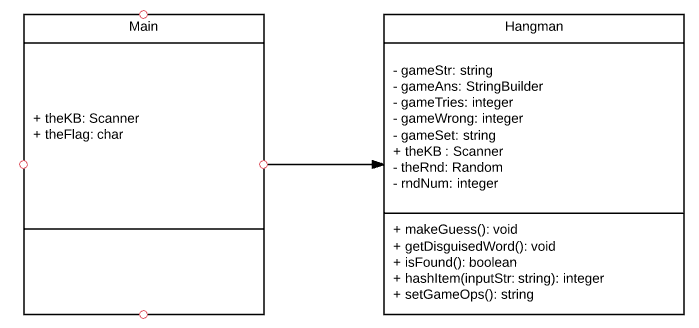 Main
+ theKB: Scanner
+ theFlag: char
Hangman
- gameStr: string
- gameAns: StringBuilder
- gameTries: integer
- gameWrong: integer
- gameSet: string
+ theKB : Scanner
- theRnd: Random
- rndNum: integer
+ makeGuess(): void
+ getDisguisedWord(): void
+ isFound(): boolean
+ hashItem(inputStr: string): integer
+ setGameOps(): string